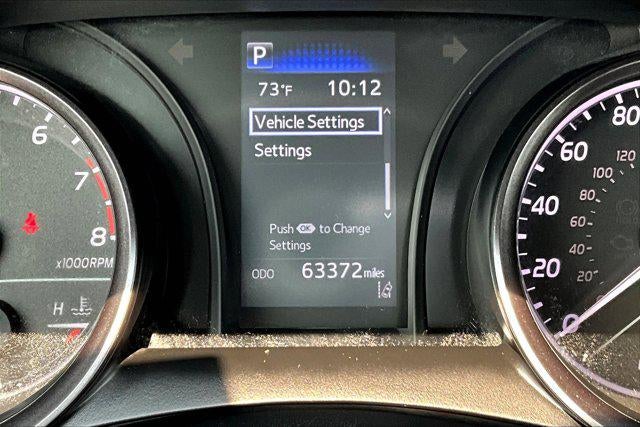 P
73°F 10:12
Vehicle Settings
Settings
Push OK to Change
Settings
ODO 63372 miles
6
7
8
x1000RPM
H
80
60
40
20
0
120
100
80
60
40
20